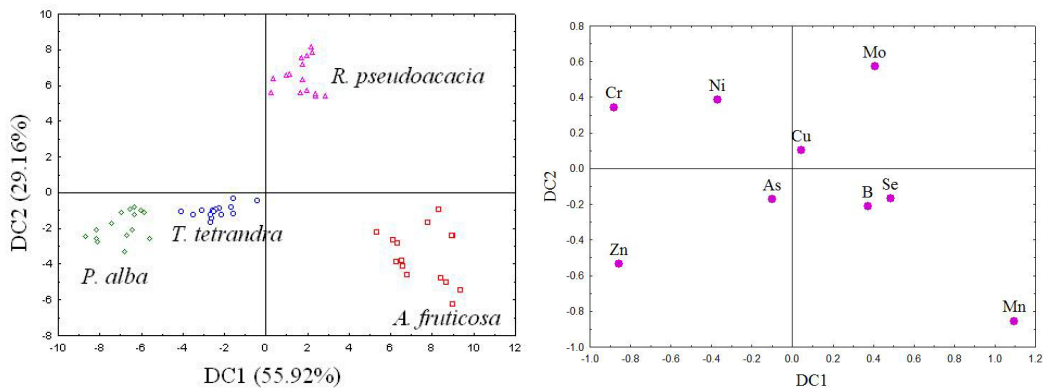 R. pseudoacacia
T. tetrandra
P. alba
A. fruticosa
DC2 (29.16%)
8
6
4
2
0
-2
-4
-6
-8
-10 -8 -6 -4 -2 0 2 4 6 8 10 12
DC1 (55.92%)
Mo
Cr
Ni
Cu
As
B
Se
Zn
Mn
DC2
0.8
0.6
0.4
0.2
0.0
-0.2
-0.4
-0.6
-0.8
-1.0
-1.0 -0.8 -0.6 -0.4 -0.2 0.0 0.2 0.4 0.6 0.8 1.0 1.2
DC1